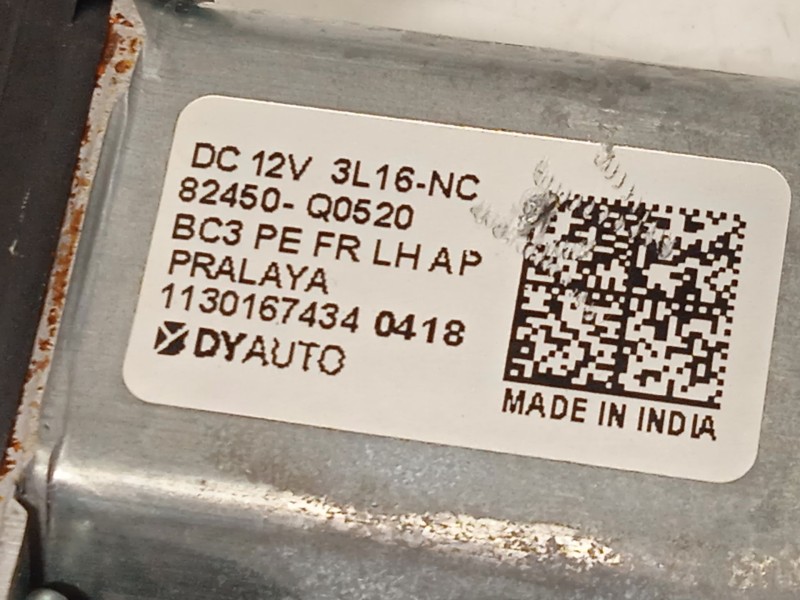 DC 12V 3L16-NC
82450- Q0520
BC3 PE FR LH AP
PRALAYA
1130167434 0418
DYAUTO
MADE IN INDIA